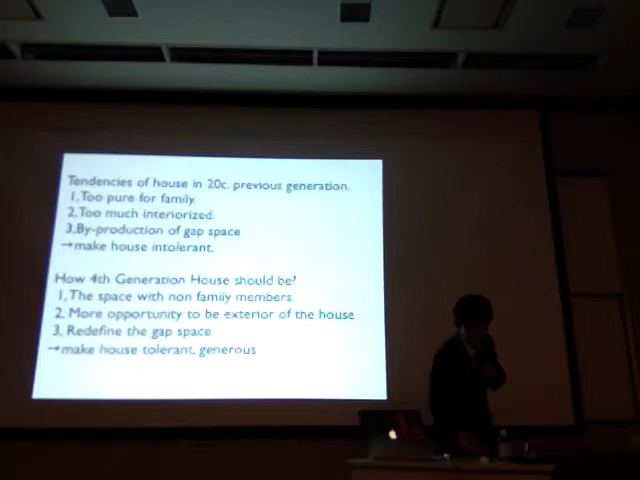 Tendencies of house in 20c. previous generation.
1, Too pure for family.
2, Too much interiorized.
3, By-production of gap space
→make house intolerant.
How 4th Generation House should be?
1, The space with non family members.
2, More opportunity to be exterior of the house
3, Redefine the gap space
→make house tolerant, generous